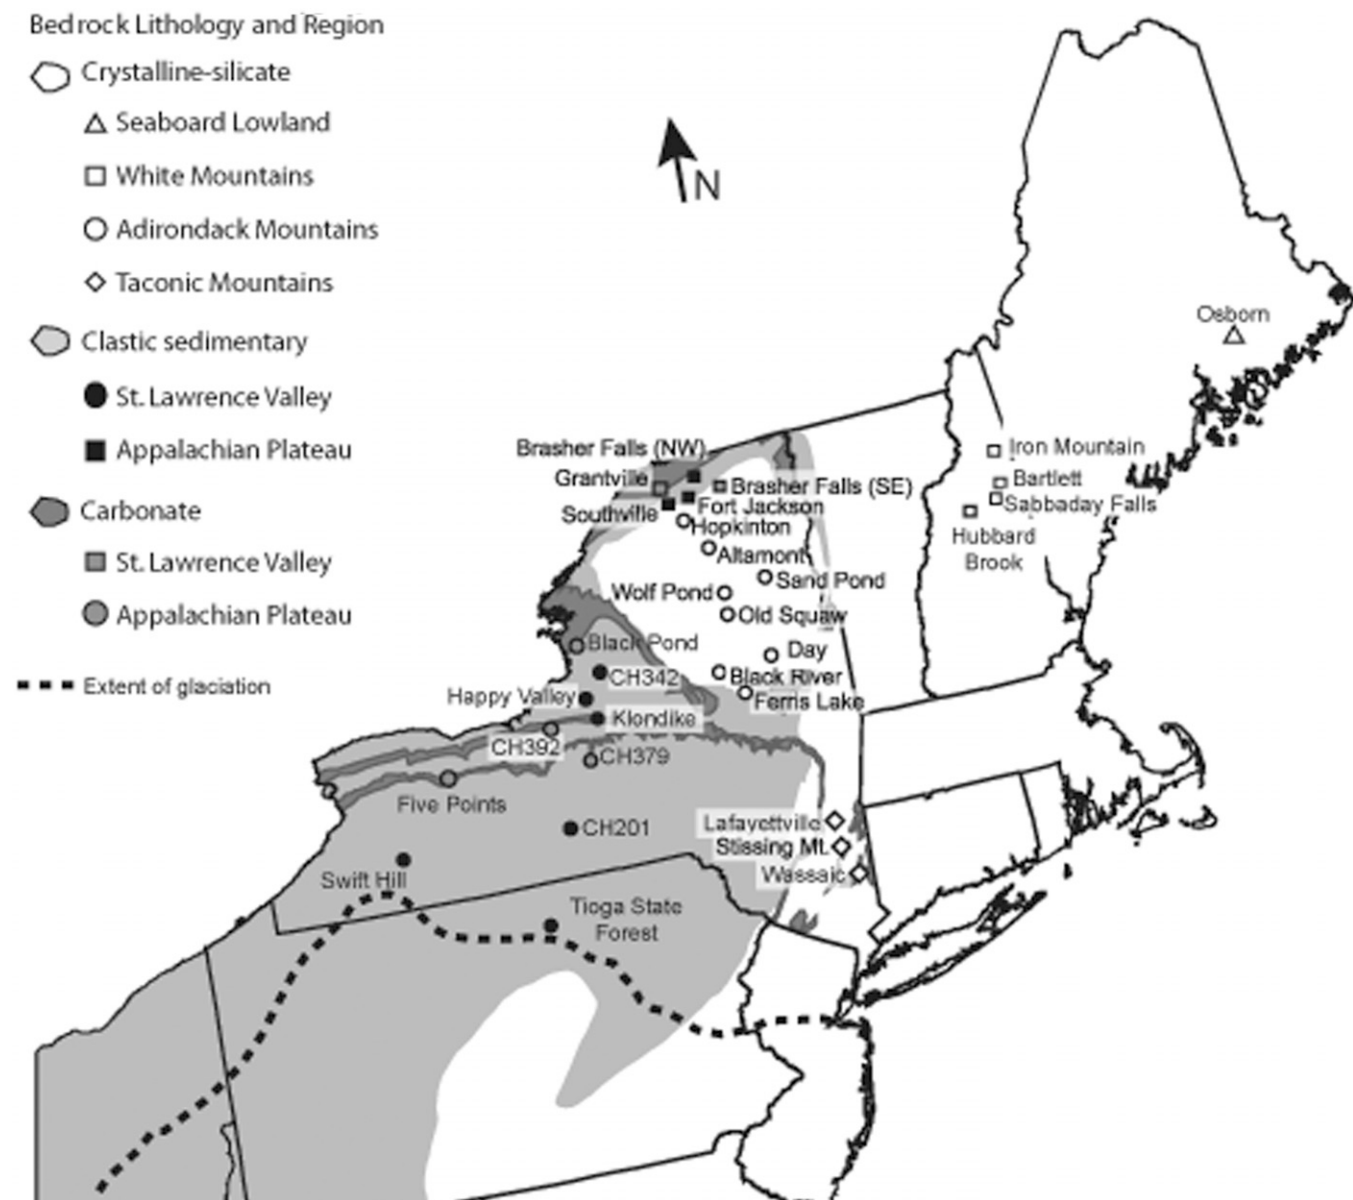 Bedrock Lithology and Region
Crystalline-silicate
Seaboard Lowland
White Mountains
Adirondack Mountains
Taconic Mountains
Clastic sedimentary
St. Lawrence Valley
Appalachian Plateau
Carbonate
St. Lawrence Valley
Appalachian Plateau
Extent of glaciation
N
Osborn
Iron Mountain
Bartlett
Sabbaday Falls
Hubbard
Brook
Brasher Falls (NW)
Grantville
Brasher Falls (SE)
Fort Jackson
Southville
Hopkinton
Altamont
Sand Pond
Wolf Pond
Old Squaw
Black Pond
Day
CH342
Black River
Happy Valley
Ferris Lake
Klondike
CH392
CH379
Five Points
Lafayettville
CH201
Stissing Mt.
Wassaic
Swift Hill
Tioga State
Forest